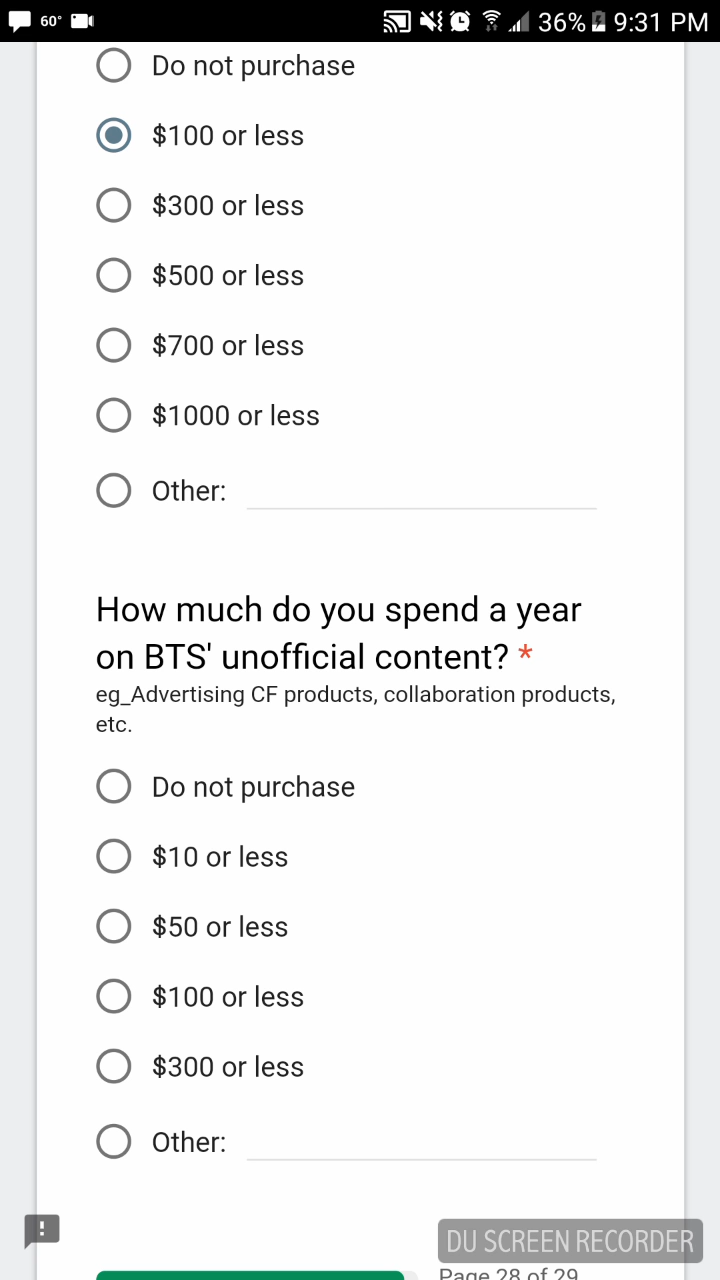 60° 36% 9:31 PM
Do not purchase
$100 or less
$300 or less
$500 or less
$700 or less
$1000 or less
Other:
How much do you spend a year
on BTS' unofficial content? *
eg_Advertising CF products, collaboration products,
etc.
Do not purchase
$10 or less
$50 or less
$100 or less
$300 or less
Other:
DU SCREEN RECORDER
Page 28 of 29